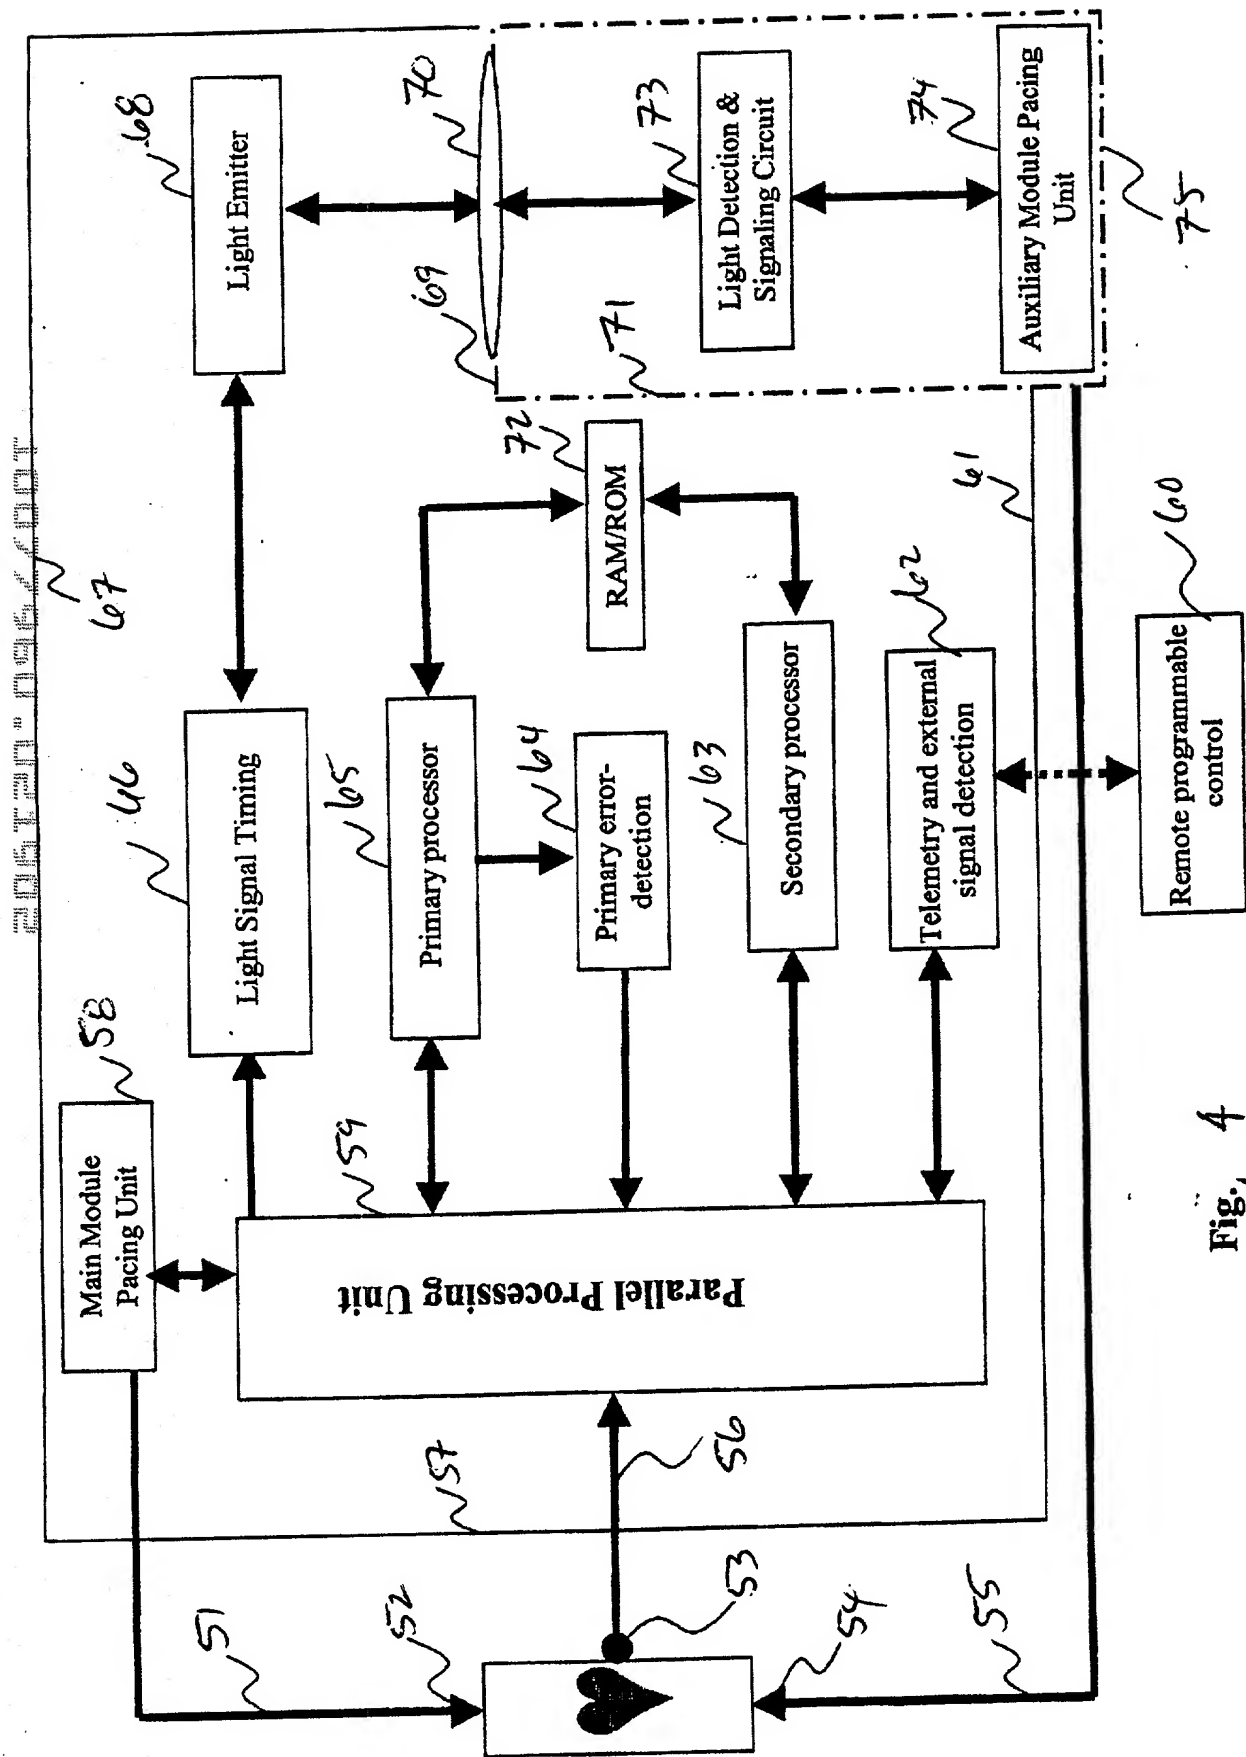 67
Light Emitter
68
70
69
Light Detection &
Signaling Circuit
73
71
Auxiliary Module Pacing
Unit
74
75
72
RAM/ROM
Light Signal Timing
66
Primary processor
65
Primary error-
detection
64
Secondary processor
63
Telemetry and external
signal detection
62
61
Remote programmable
control
60
Main Module
Pacing Unit
58
Parallel Processing Unit
59
57
56
51
52
53
54
55
Fig. 4